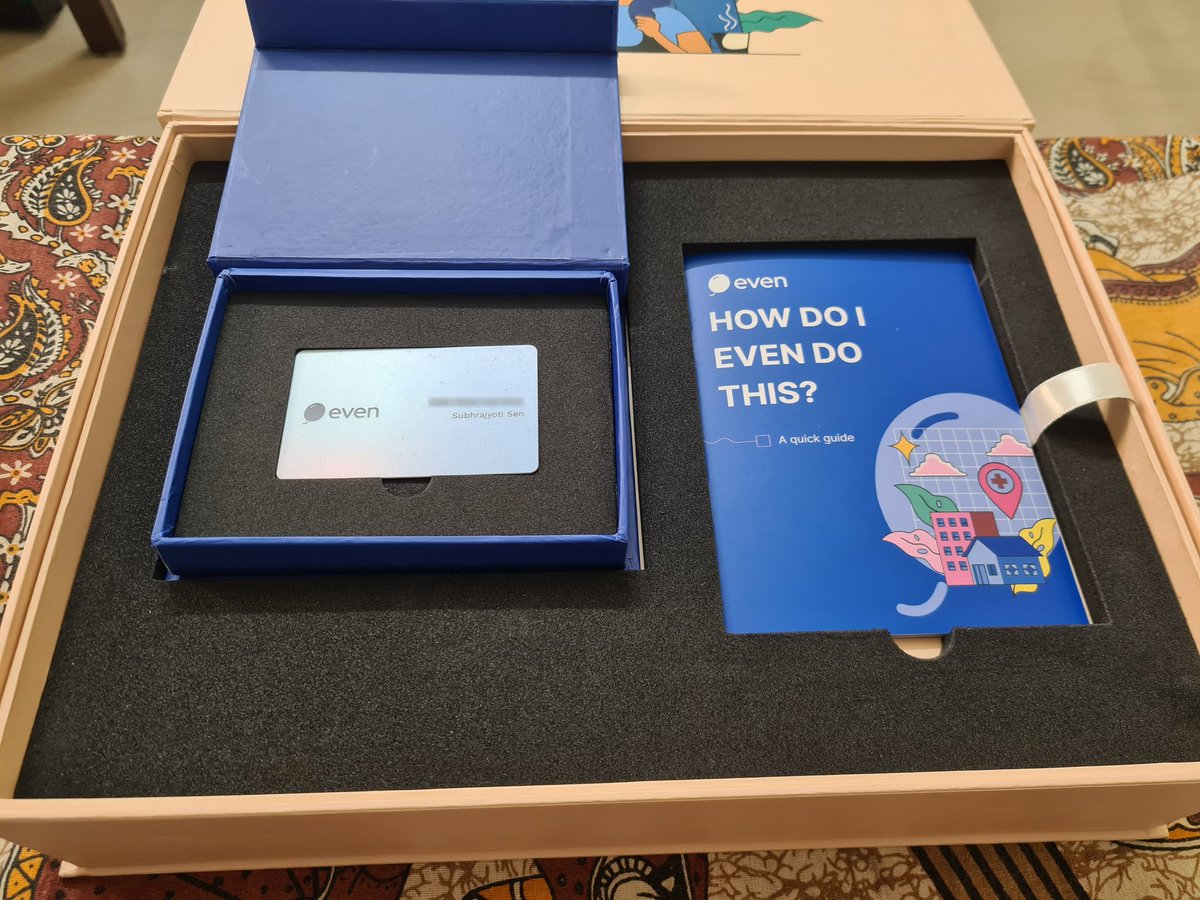 even
Subhrajyoti Sen
even
HOW DO I
EVEN DO
THIS?
A quick guide